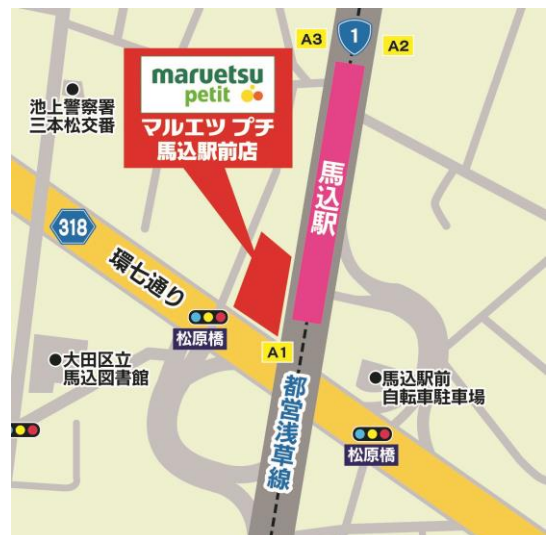 A3
1
A2
maruetsu
petit
マルエツ プチ
馬込駅前店
池上警察署
三本松交番
馬込駅
318
環七通り
松原橋
A1
大田区立
馬込図書館
都営浅草線
馬込駅前
自転車駐車場
松原橋